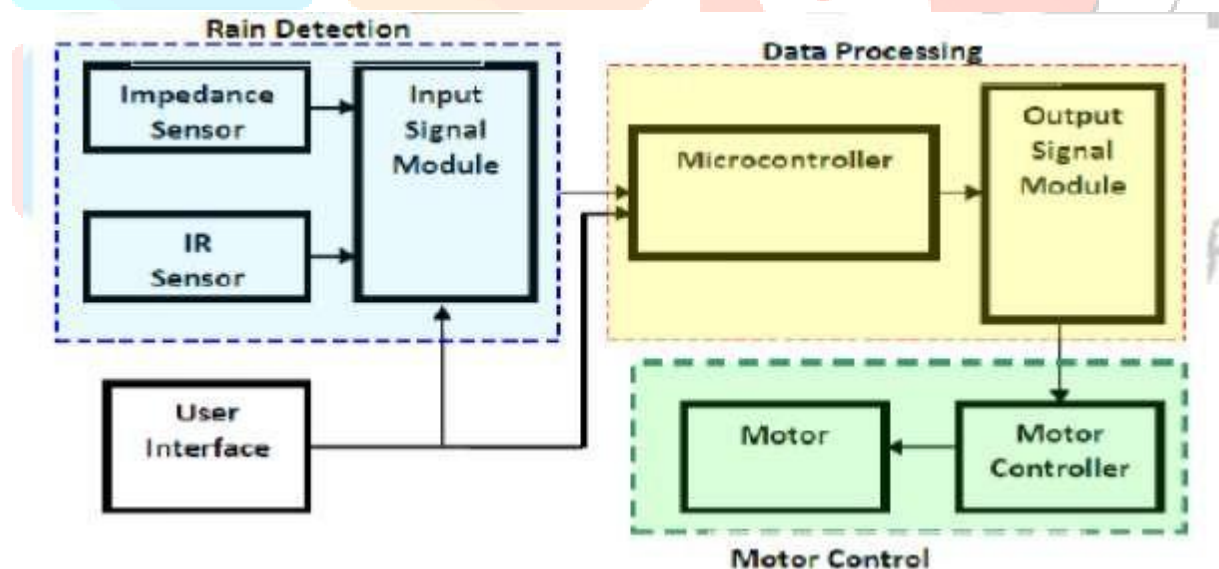 Rain Detection
Impedance
Sensor
Input
Signal
Module
IR
Sensor
User
Interface
Data Processing
Microcontroller
Output
Signal
Module
Motor
Motor
Controller
Motor Control